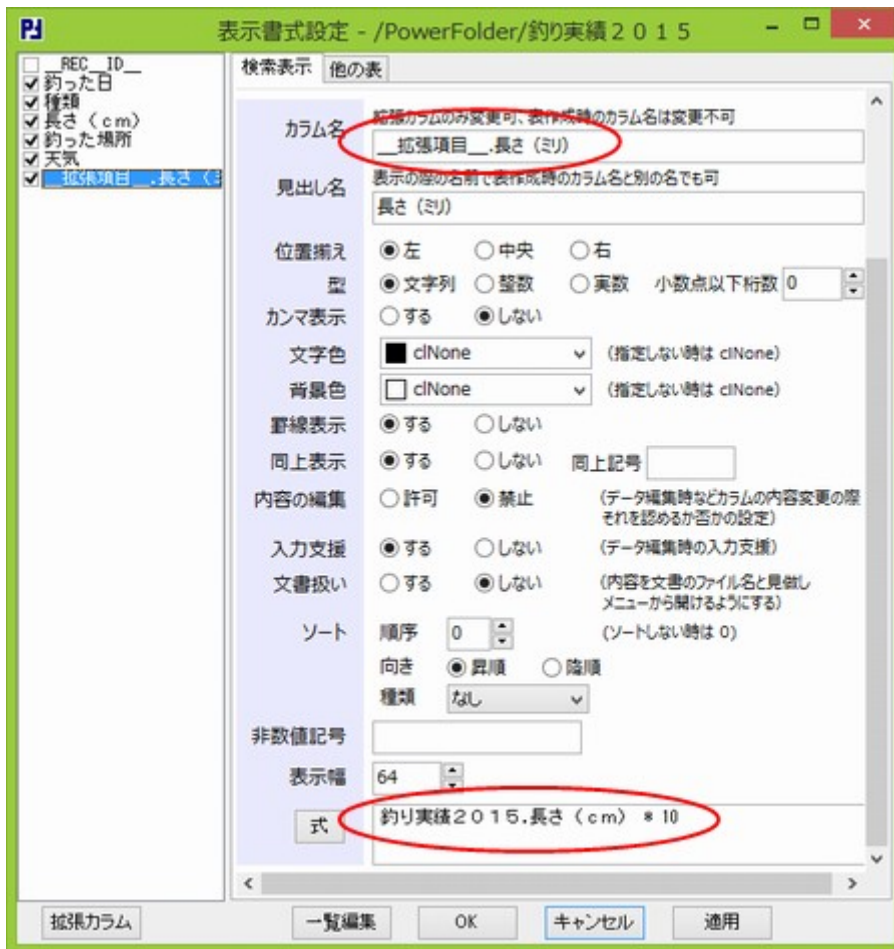 表示書式設定 - /PowerFolder/釣り実績２０１５
__REC__ID__
釣った日
種類
長さ（ｃｍ）
釣った場所
天気
__拡張項目__.長さ（ミ
検索表示 他の表
カラム名
拡張カラムのみ変更可、表作成時のカラム名は変更不可
__拡張項目__.長さ（ミリ）
見出し名
表示の際の名前で表作成時のカラム名と別の名でも可
長さ（ミリ）
位置揃え 左 中央 右
型 文字列 整数 実数 小数点以下桁数 0
カンマ表示 する しない
文字色 clNone (指定しない時は clNone)
背景色 clNone (指定しない時は clNone)
罫線表示 する しない
同上表示 する しない 同上記号
内容の編集 許可 禁止 (データ編集時などカラムの内容変更の際
それを認めるか否かの設定)
入力支援 する しない (データ編集時の入力支援)
文書扱い する しない (内容を文書のファイル名と見做し
メニューから開けるようにする)
ソート 順序 0 (ソートしない時は 0)
向き 昇順 降順
種類 なし
非数値記号
表示幅 64
式 釣り実績２０１５.長さ（ｃｍ） * 10
拡張カラム 一覧編集 OK キャンセル 適用